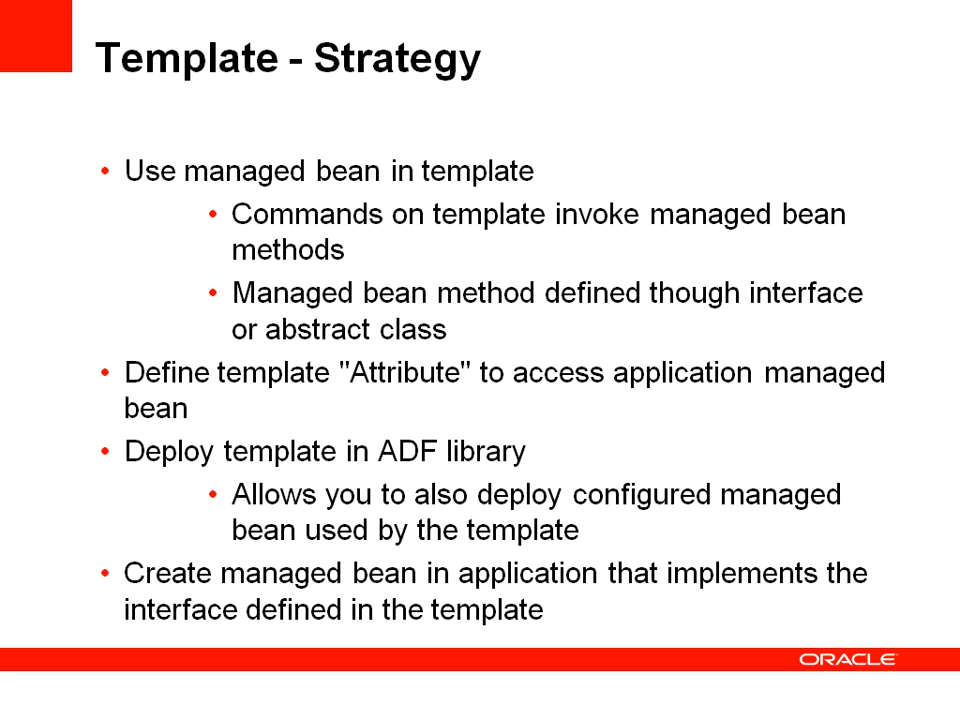 Template - Strategy
• Use managed bean in template
• Commands on template invoke managed bean
methods
• Managed bean method defined though interface
or abstract class
• Define template "Attribute" to access application managed
bean
• Deploy template in ADF library
• Allows you to also deploy configured managed
bean used by the template
• Create managed bean in application that implements the
interface defined in the template
ORACLE